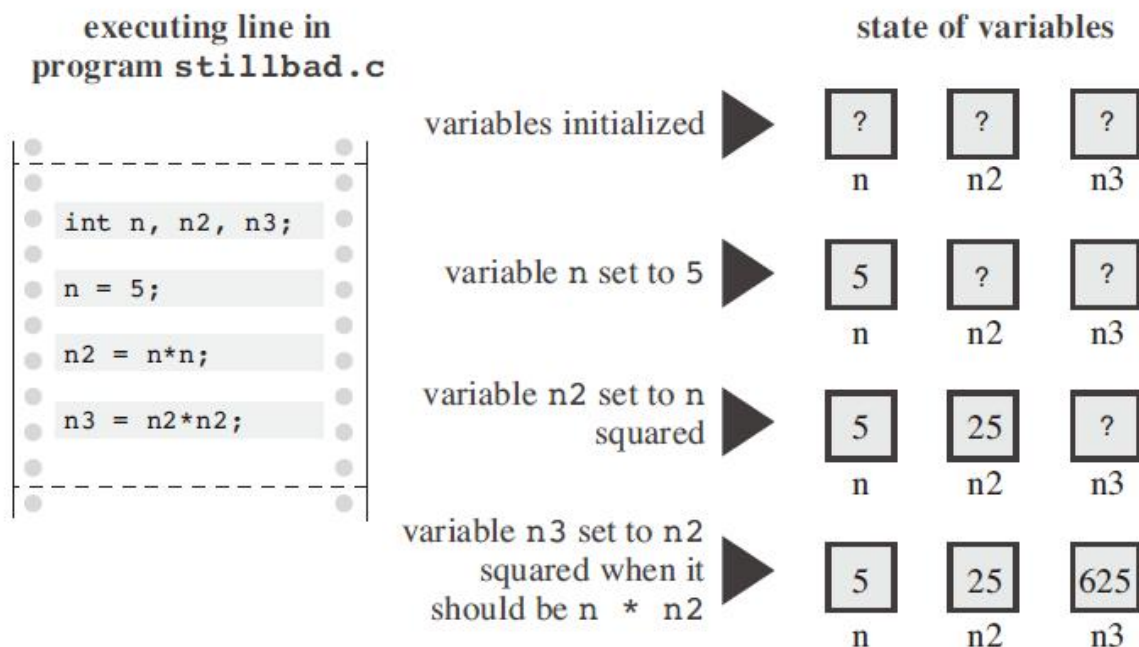 executing line in
program stillbad.c
int n, n2, n3;
n = 5;
n2 = n*n;
n3 = n2*n2;
state of variables
variables initialized
? ? ?
n n2 n3
variable n set to 5
5 ? ?
n n2 n3
variable n2 set to n
squared
5 25 ?
n n2 n3
variable n3 set to n2
squared when it
should be n * n2
5 25 625
n n2 n3